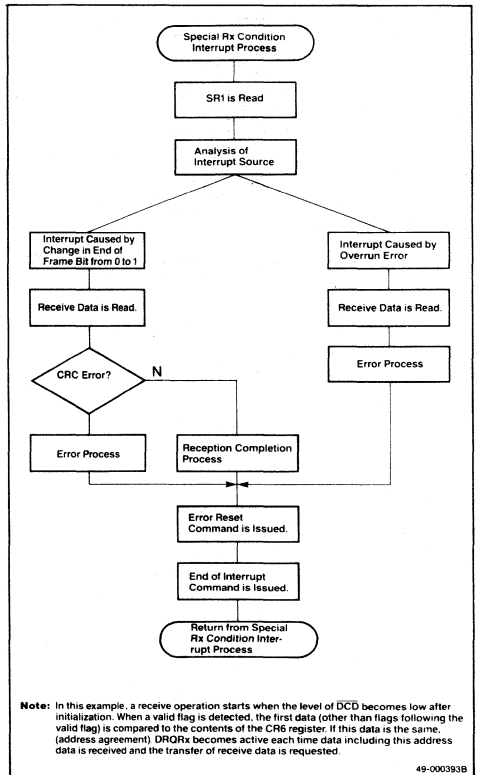 Special Rx Condition
Interrupt Process
SR1 is Read
Analysis of
Interrupt Source
Interrupt Caused by
Change in End of
Frame Bit from 0 to 1
Interrupt Caused by
Overrun Error
Receive Data is Read.
Receive Data is Read.
CRC Error?
N
Error Process
Error Process
Reception Completion
Process
Error Reset
Command is Issued.
End of Interrupt
Command is Issued.
Return from Special
Rx Condition Inter-
rupt Process
Note: In this example, a receive operation starts when the level of D̅C̅D̅ becomes low after
initialization. When a valid flag is detected, the first data (other than flags following the
valid flag) is compared to the contents of the CR6 register. If this data is the same,
(address agreement) DRQRx becomes active each time data including this address
data is received and the transfer of receive data is requested.
49-000393B